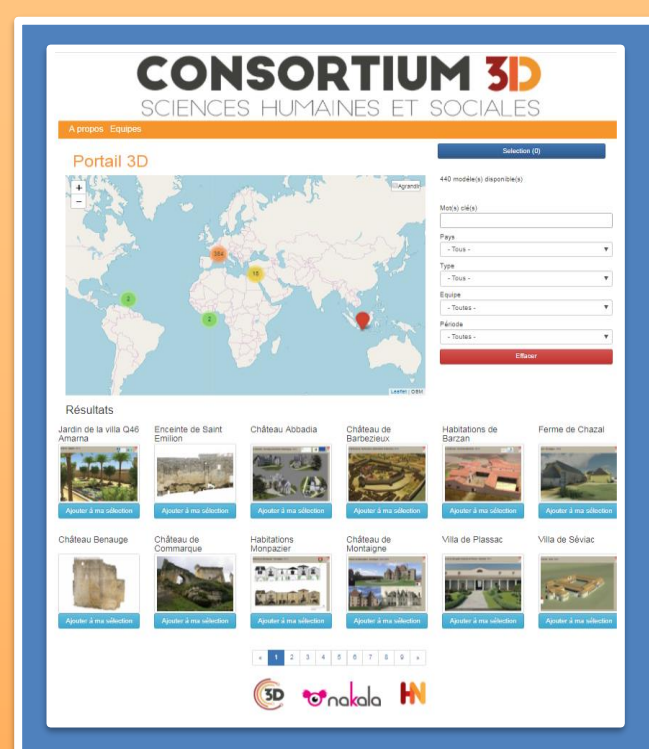 CONSORTIUM 3D
SCIENCES HUMAINES ET SOCIALES
A propos Equipes
Portail 3D
+
−
Agrandir
354
16
2
2
Leaflet | OSM
Selection (0)
440 modèle(s) disponible(s)
Mot(s) clé(s)
Pays
- Tous -
Type
- Tous -
Equipe
- Toutes -
Période
- Toutes -
Effacer
Résultats
Jardin de la villa Q46
Amarna
Ajouter à ma sélection
Enceinte de Saint
Emilion
Ajouter à ma sélection
Château Abbadia
Ajouter à ma sélection
Château de
Barbezieux
Ajouter à ma sélection
Habitations de
Barzan
Ajouter à ma sélection
Ferme de Chazal
Ajouter à ma sélection
Château Benauge
Ajouter à ma sélection
Château de
Commarque
Ajouter à ma sélection
Habitations
Monpazier
Ajouter à ma sélection
Château de
Montaigne
Ajouter à ma sélection
Villa de Plassac
Ajouter à ma sélection
Villa de Séviac
Ajouter à ma sélection
« 1 2 3 4 5 6 7 8 9 »
3D
nakala
HN